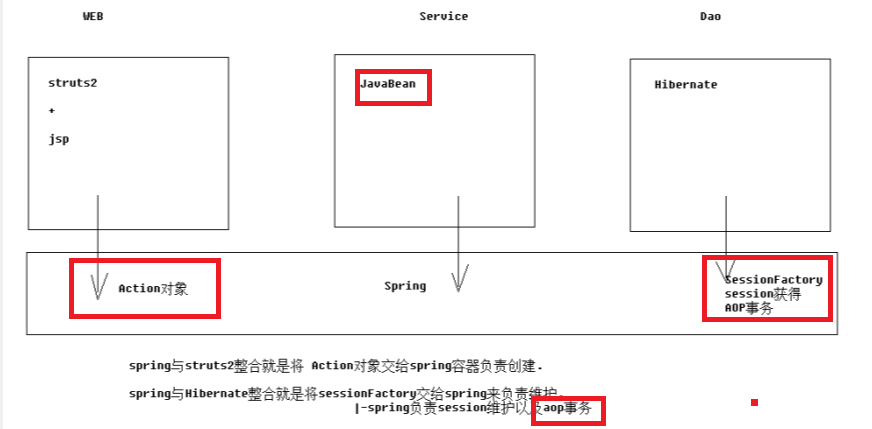 WEB
Service
Dao
struts2
+
jsp
JavaBean
Hibernate
Action对象
Spring
SessionFactory
session获得
AOP事务
spring与struts2整合就是将 Action对象交给spring容器负责创建.
spring与Hibernate整合就是将sessionFactory交给spring来负责维护.
|-spring负责session维护以及aop事务